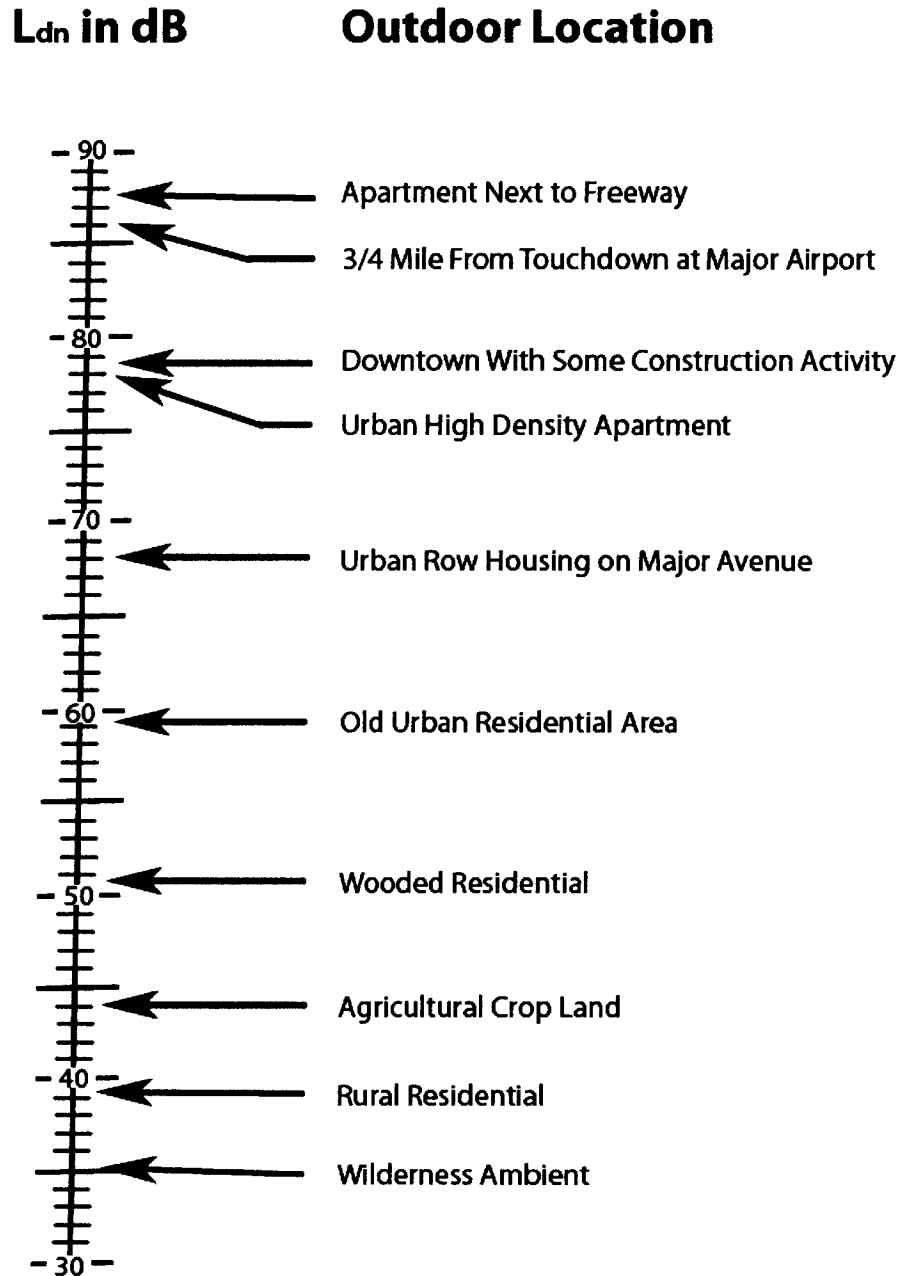 Ldn in dB Outdoor Location
- 90 -
Apartment Next to Freeway
3/4 Mile From Touchdown at Major Airport
- 80 -
Downtown With Some Construction Activity
Urban High Density Apartment
- 70 -
Urban Row Housing on Major Avenue
- 60 -
Old Urban Residential Area
Wooded Residential
- 50 -
Agricultural Crop Land
- 40 -
Rural Residential
Wilderness Ambient
- 30 -